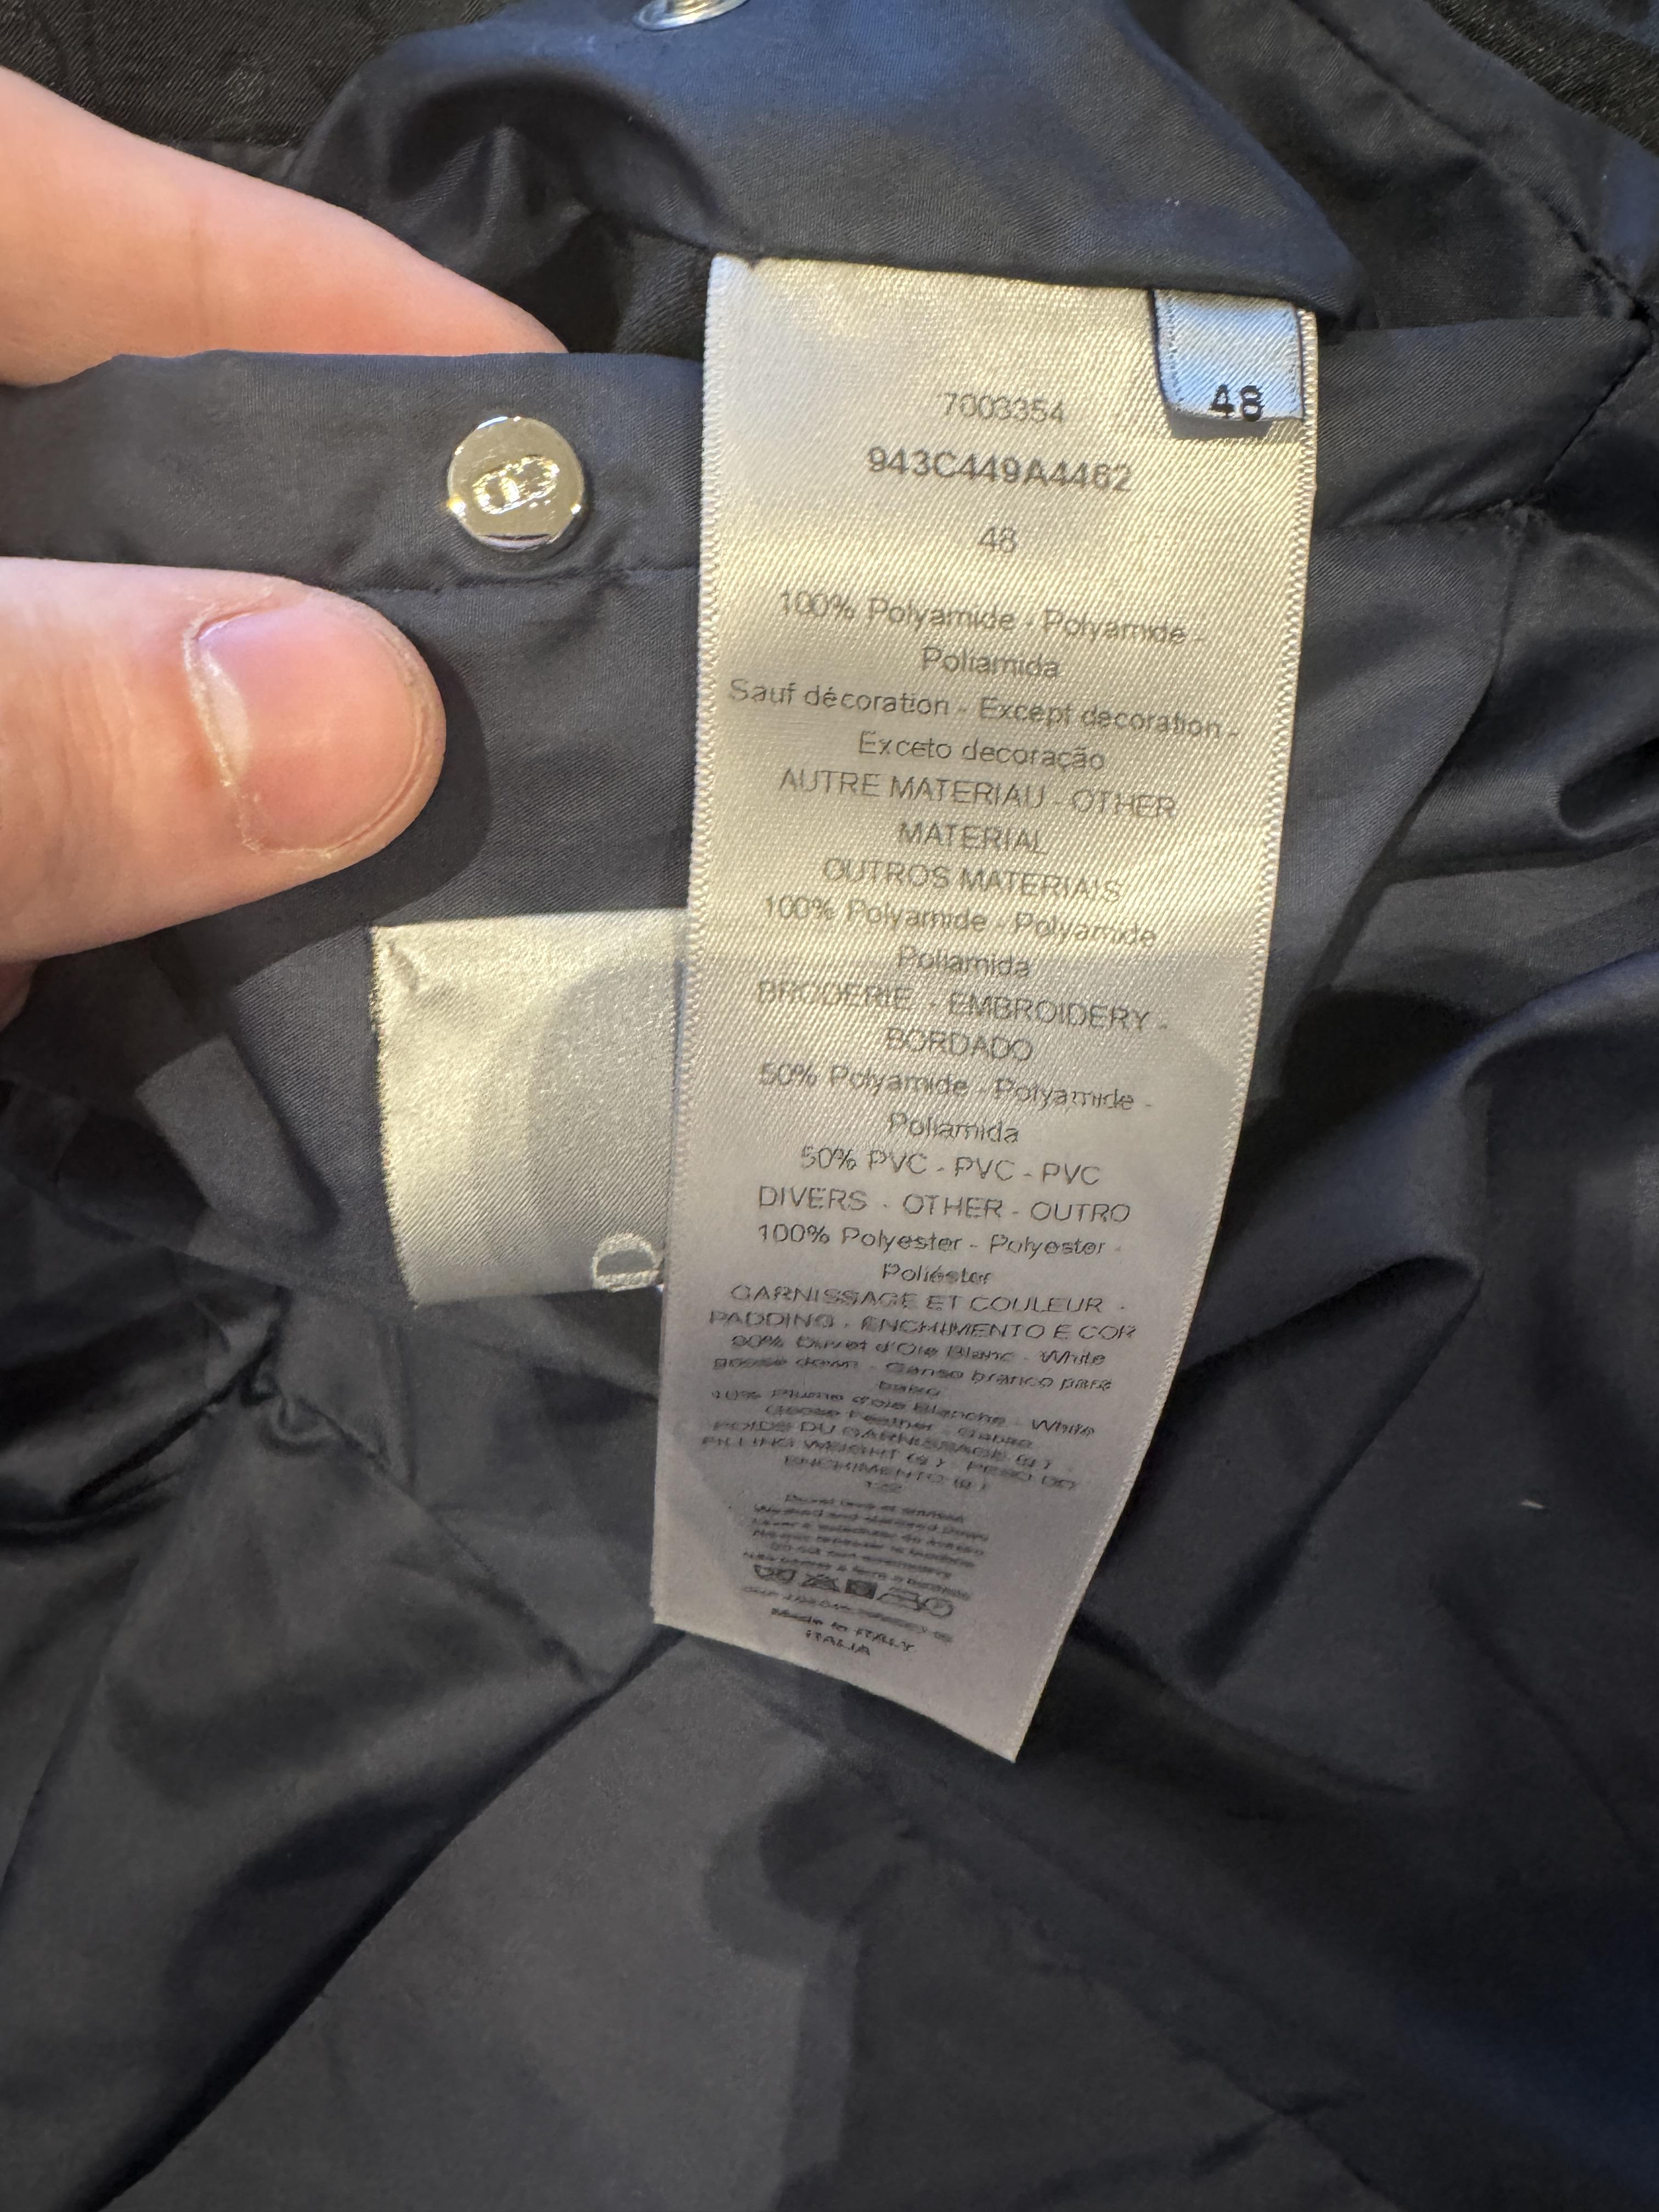 48
7003354
943C449A4462
48
100% Polyamide - Polyamide -
Poliamida
Sauf décoration - Except decoration -
Exceto decoração
AUTRE MATERIAU - OTHER
MATERIAL
OUTROS MATERIAIS
100% Polyamide - Polyamide
Poliamida
BRODERIE - EMBROIDERY -
BORDADO
50% Polyamide - Polyamide -
Poliamida
50% PVC - PVC - PVC
DIVERS - OTHER - OUTRO
100% Polyester - Polyester -
Poliéster
GARNISSAGE ET COULEUR -
PADDING - ENCHIMENTO E COR
90% Duvet d'Oie Blanc - White
goose down - Ganso branco para
baixo
10% Plume d'oie Blanche - White
Goose Feather -
POIDS DU GARNISSAGE (g) -
FILLING WEIGHT (g) - PESO DO
ENCHIMENTO (g)
Made in ITALY
ITALIA
D